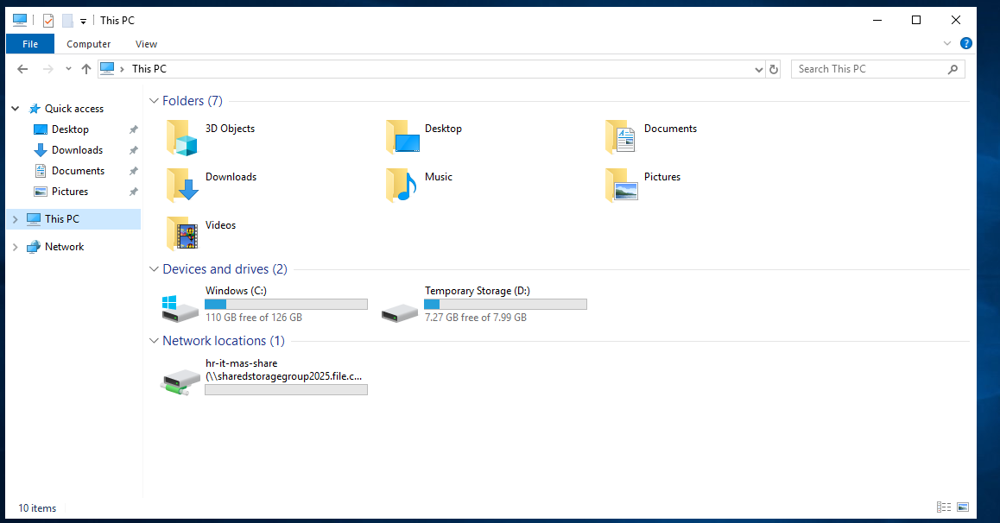 This PC
File
Computer
View
This PC
Search This PC
Quick access
Desktop
Downloads
Documents
Pictures
This PC
Network
Folders (7)
3D Objects
Desktop
Documents
Downloads
Music
Pictures
Videos
Devices and drives (2)
Windows (C:)
110 GB free of 126 GB
Temporary Storage (D:)
7.27 GB free of 7.99 GB
Network locations (1)
hr-it-mas-share
(\\sharedstoragegroup2025.file.c...
10 items